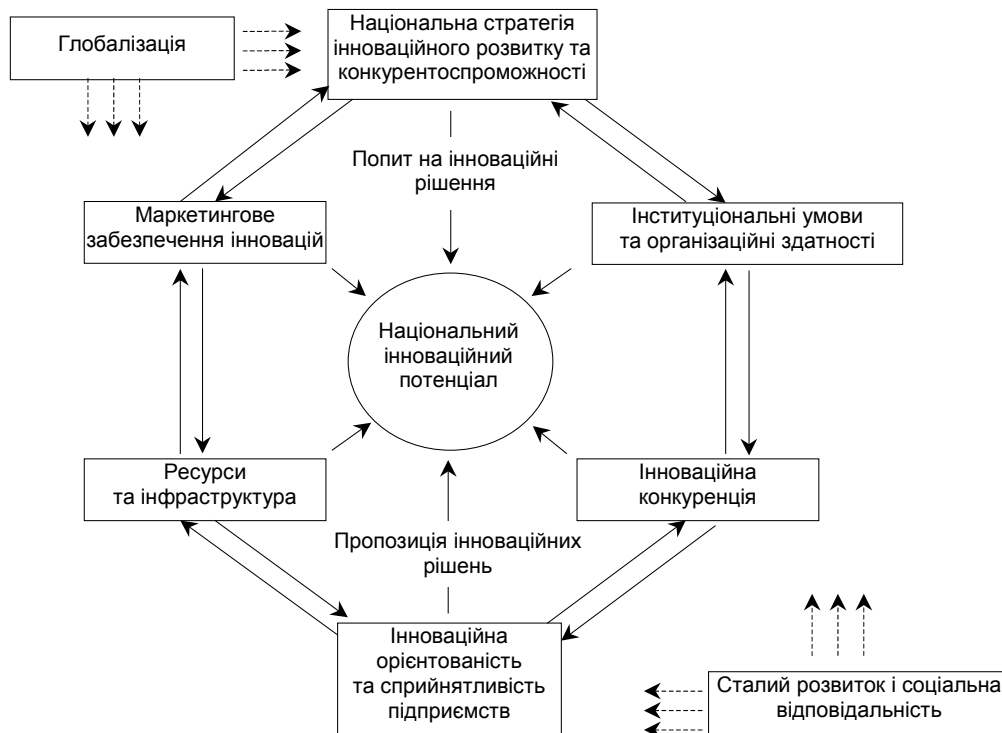 Глобалізація
Національна стратегія
інноваційного розвитку та
конкурентоспроможності
Попит на інноваційні
рішення
Маркетингове
забезпечення інновацій
Інституціональні умови
та організаційні здатності
Національний
інноваційний
потенціал
Ресурси
та інфраструктура
Інноваційна
конкуренція
Пропозиція інноваційних
рішень
Інноваційна
орієнтованість
та сприйнятливість
підприємств
Сталий розвиток і соціальна
відповідальність